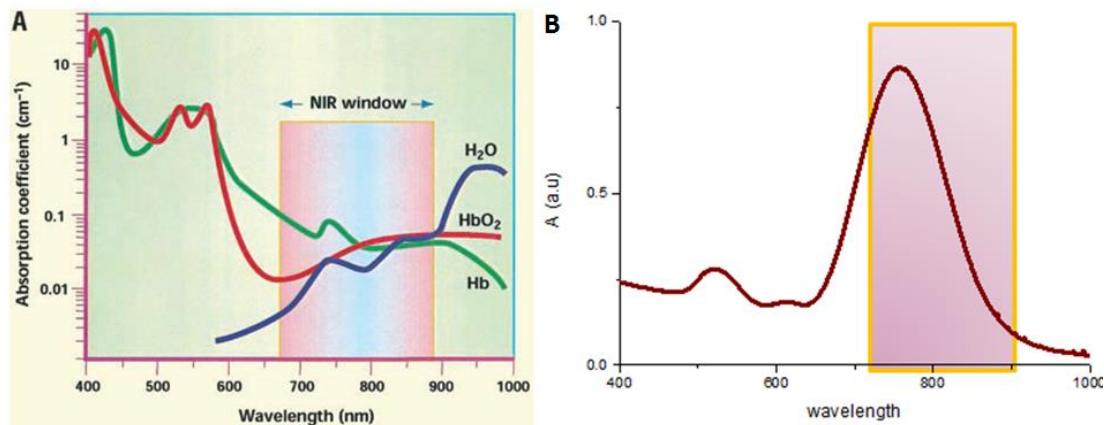 A
Absorption coefficient (cm⁻¹)
10
1
0.1
0.01
NIR window
H₂O
HbO₂
Hb
400 500 600 700 800 900 1000
Wavelength (nm)
B
A (a.u)
1.0
0.5
0.0
400 600 800 1000
wavelength